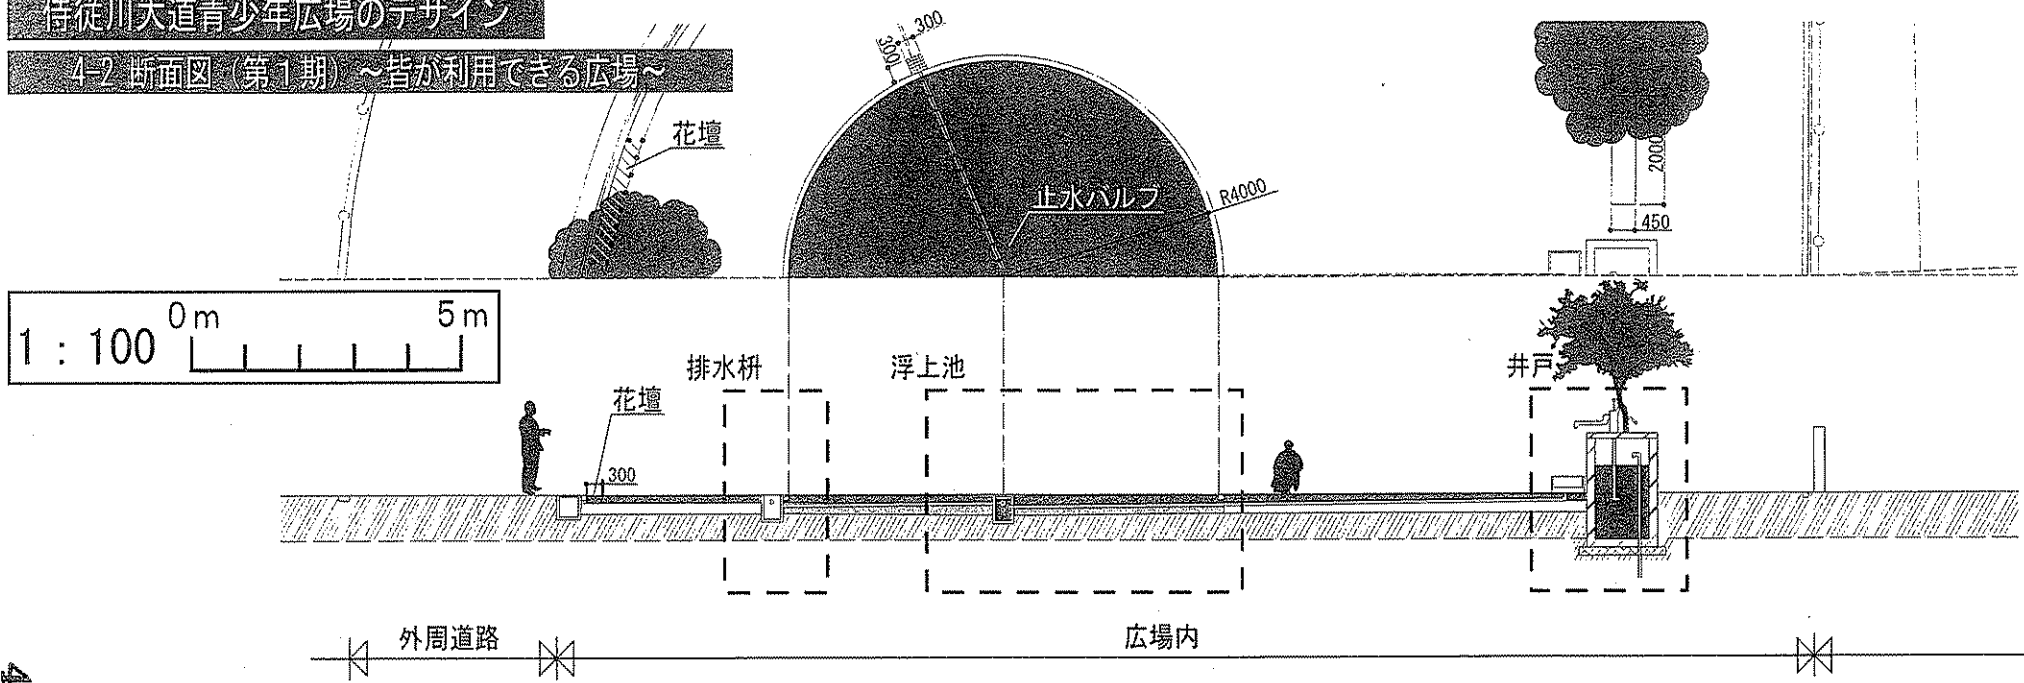 侍従川大道青少年広場のデザイン
4-2 断面図（第1期）～皆が利用できる広場～
300
300
花壇
止水バルブ
R4000
2000
450
1 : 100
0m
5m
排水枡
浮上池
井戸
花壇
300
外周道路
広場内